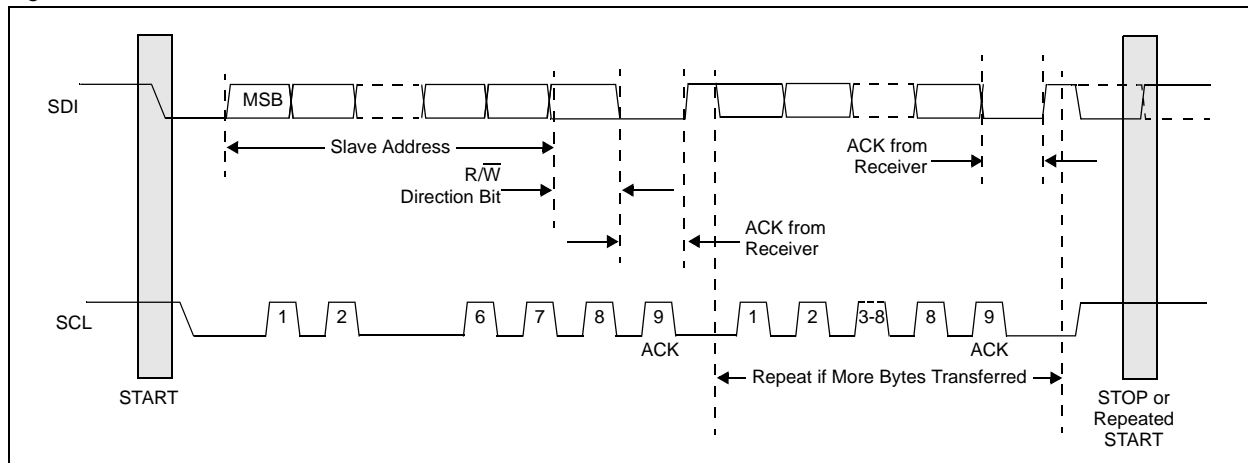 SDI
MSB
Slave Address
R/W̅
Direction Bit
ACK from
Receiver
ACK from
Receiver
SCL
1
2
6
7
8
9
ACK
1
2
3-8
8
9
ACK
Repeat if More Bytes Transferred
START
STOP or
Repeated
START